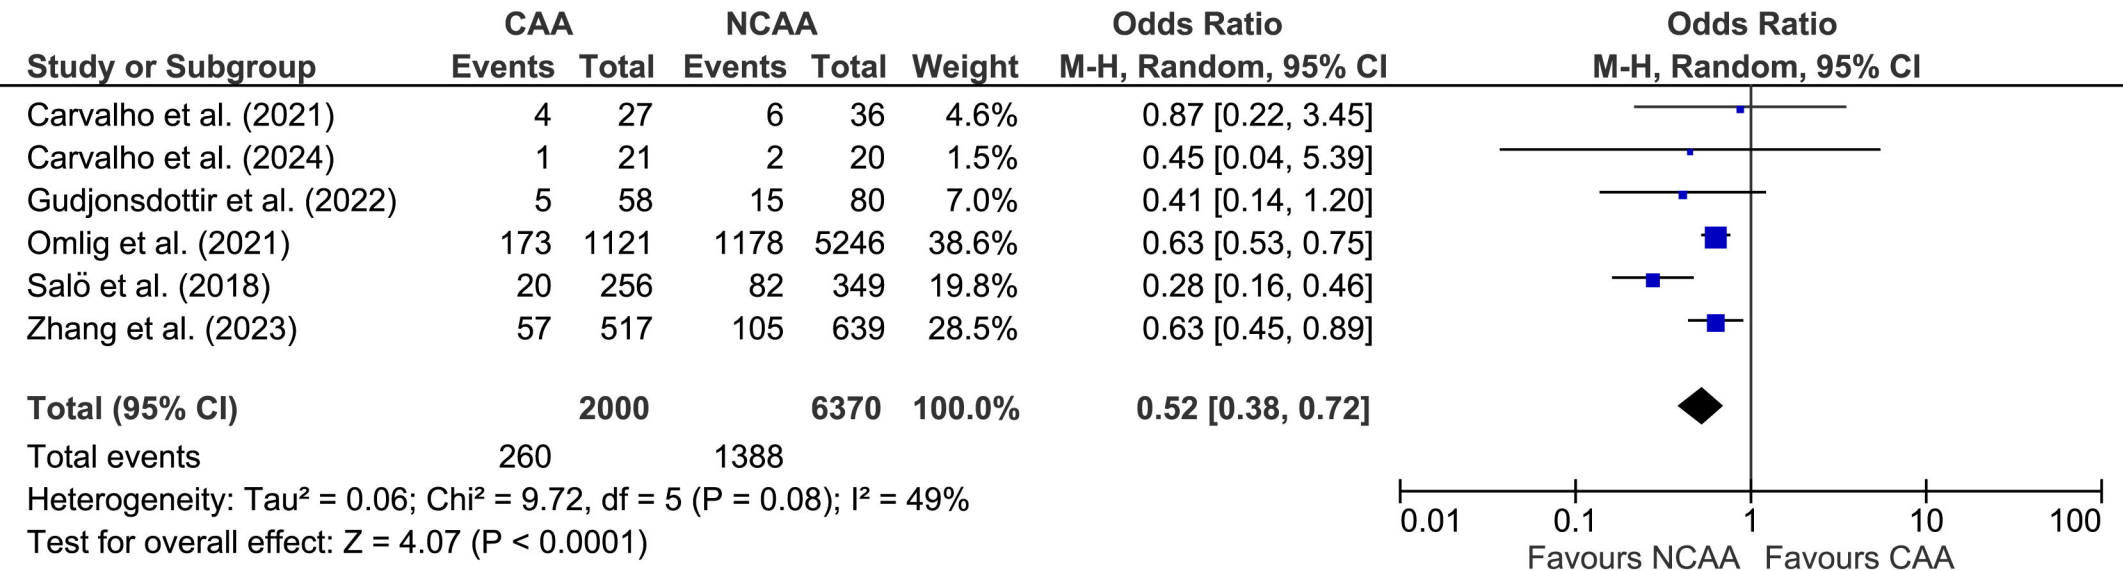 CAA NCAA Odds Ratio Odds Ratio
Study or Subgroup Events Total Events Total Weight M-H, Random, 95% CI M-H, Random, 95% CI
Carvalho et al. (2021) 4 27 6 36 4.6% 0.87 [0.22, 3.45]
Carvalho et al. (2024) 1 21 2 20 1.5% 0.45 [0.04, 5.39]
Gudjonsdottir et al. (2022) 5 58 15 80 7.0% 0.41 [0.14, 1.20]
Omlig et al. (2021) 173 1121 1178 5246 38.6% 0.63 [0.53, 0.75]
Salö et al. (2018) 20 256 82 349 19.8% 0.28 [0.16, 0.46]
Zhang et al. (2023) 57 517 105 639 28.5% 0.63 [0.45, 0.89]
Total (95% CI) 2000 6370 100.0% 0.52 [0.38, 0.72]
Total events 260 1388
Heterogeneity: Tau² = 0.06; Chi² = 9.72, df = 5 (P = 0.08); I² = 49%
Test for overall effect: Z = 4.07 (P < 0.0001)
0.01 0.1 1 10 100
Favours NCAA Favours CAA